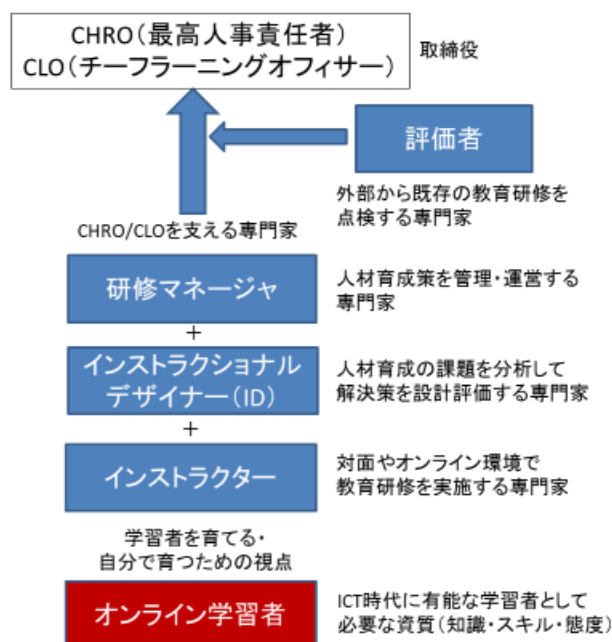 CHRO(最高人事責任者)
CLO(チーフラーニングオフィサー)
取締役
評価者
外部から既存の教育研修を
点検する専門家
CHRO/CLOを支える専門家
研修マネージャ
人材育成策を管理・運営する
専門家
+
インストラクショナル
デザイナー(ID)
人材育成の課題を分析して
解決策を設計評価する専門家
+
インストラクター
対面やオンライン環境で
教育研修を実施する専門家
学習者を育てる・
自分で育つための視点
オンライン学習者
ICT時代に有能な学習者として
必要な資質(知識・スキル・態度)